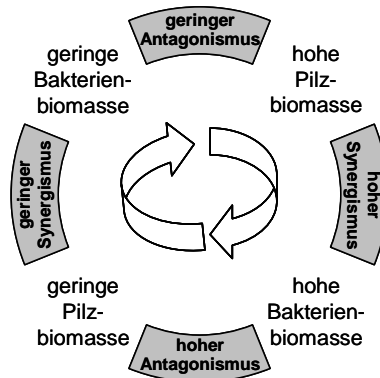 geringer
Antagonismus
geringe
Bakterien-
biomasse
hohe
Pilz-
biomasse
geringer
Synergismus
hoher
Synergismus
geringe
Pilz-
biomasse
hohe
Bakterien-
biomasse
hoher
Antagonismus